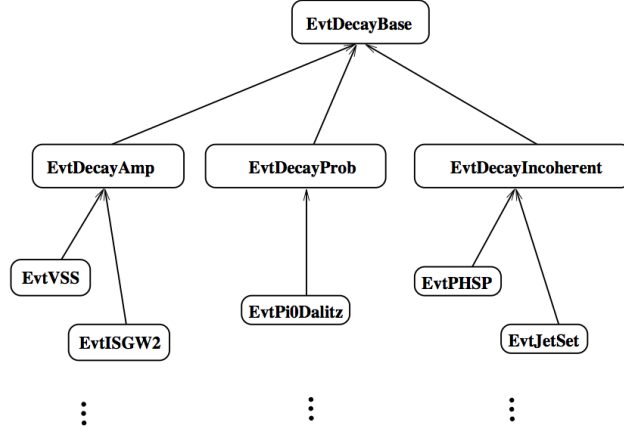 EvtDecayBase
EvtDecayAmp
EvtDecayProb
EvtDecayIncoherent
EvtVSS
EvtPHSP
EvtPi0Dalitz
EvtISGW2
EvtJetSet